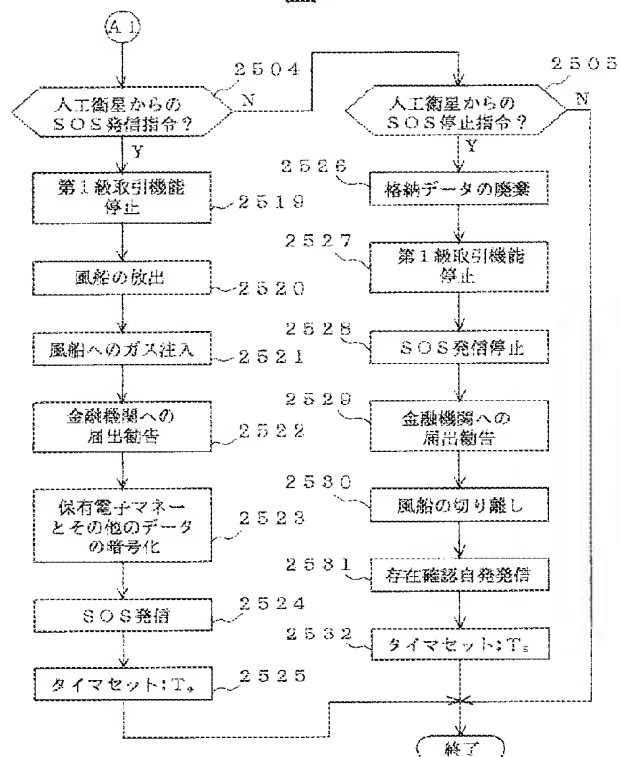 A1
2504
人工衛星からの
SOS発信指令？
N
Y
第1級取引機能
停止
2519
風船の放出
2520
風船へのガス注入
2521
金融機関への
届出勧告
2522
保有電子マネー
とその他のデータ
の暗号化
2523
SOS発信
2524
タイマセット：T₄
2525
2505
人工衛星からの
SOS停止指令？
N
Y
2526
格納データの廃棄
2527
第1級取引機能
停止
2528
SOS発信停止
2529
金融機関への
届出勧告
2530
風船の切り離し
2531
存在確認自発発信
2532
タイマセット：T₅
終了